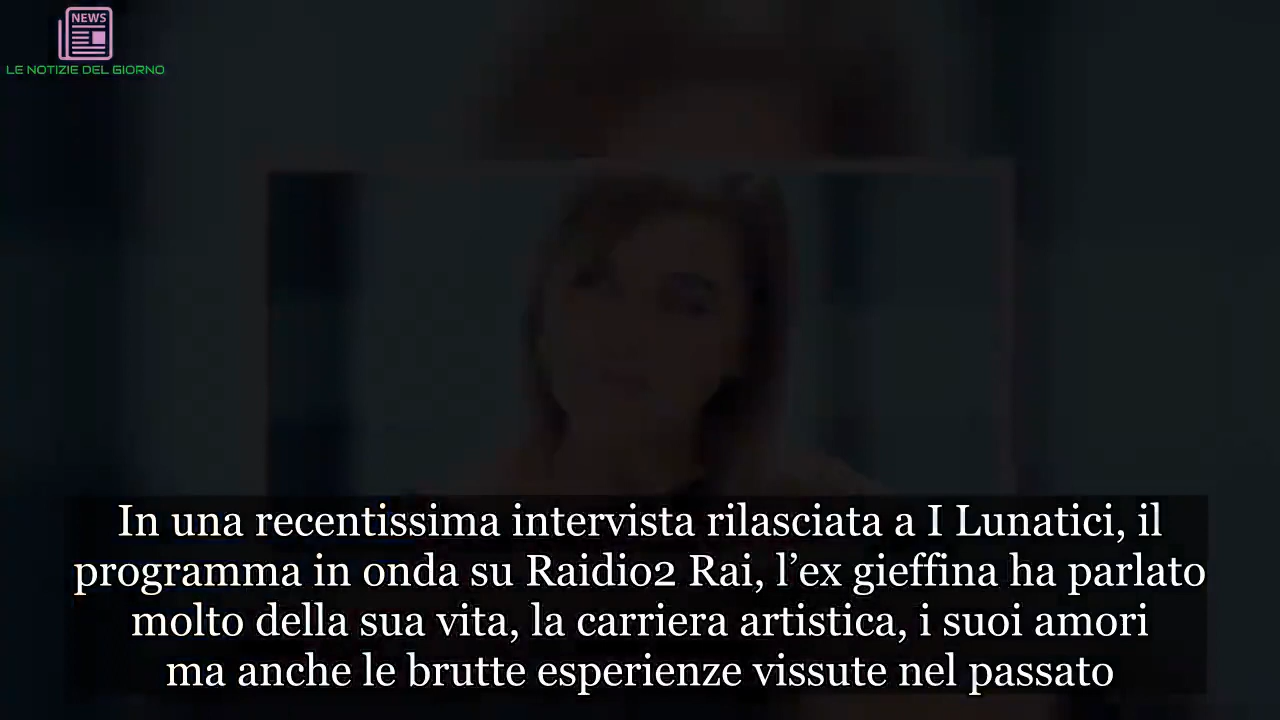 NEWS
LE NOTIZIE DEL GIORNO
In una recentissima intervista rilasciata a I Lunatici, il
programma in onda su Raidio2 Rai, l’ex gieffina ha parlato
molto della sua vita, la carriera artistica, i suoi amori
ma anche le brutte esperienze vissute nel passato